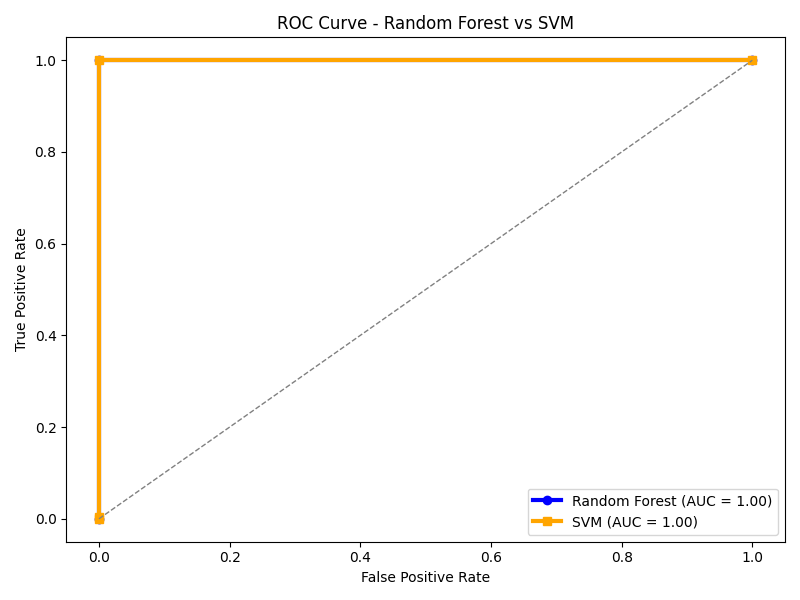 ROC Curve - Random Forest vs SVM
True Positive Rate
1.0
0.8
0.6
0.4
0.2
0.0
0.0 0.2 0.4 0.6 0.8 1.0
False Positive Rate
Random Forest (AUC = 1.00)
SVM (AUC = 1.00)